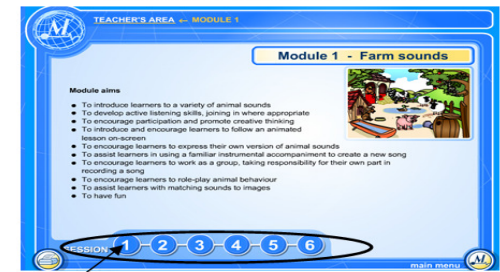 TEACHER'S AREA ← MODULE 1
Module 1 - Farm sounds
Module aims
• To introduce learners to a variety of animal sounds
• To develop active listening skills, joining in where appropriate
• To encourage participation and promote creative thinking
• To introduce and encourage learners to follow an animated
lesson on-screen
• To encourage learners to express their own version of animal sounds
• To assist learners in using a familiar instrumental accompaniment to create a new song
• To encourage learners to work as a group, taking responsibility for their own part in
recording a song
• To encourage learners to role-play animal behaviour
• To assist learners with matching sounds to images
• To have fun
SESSION 1 2 3 4 5 6
main menu